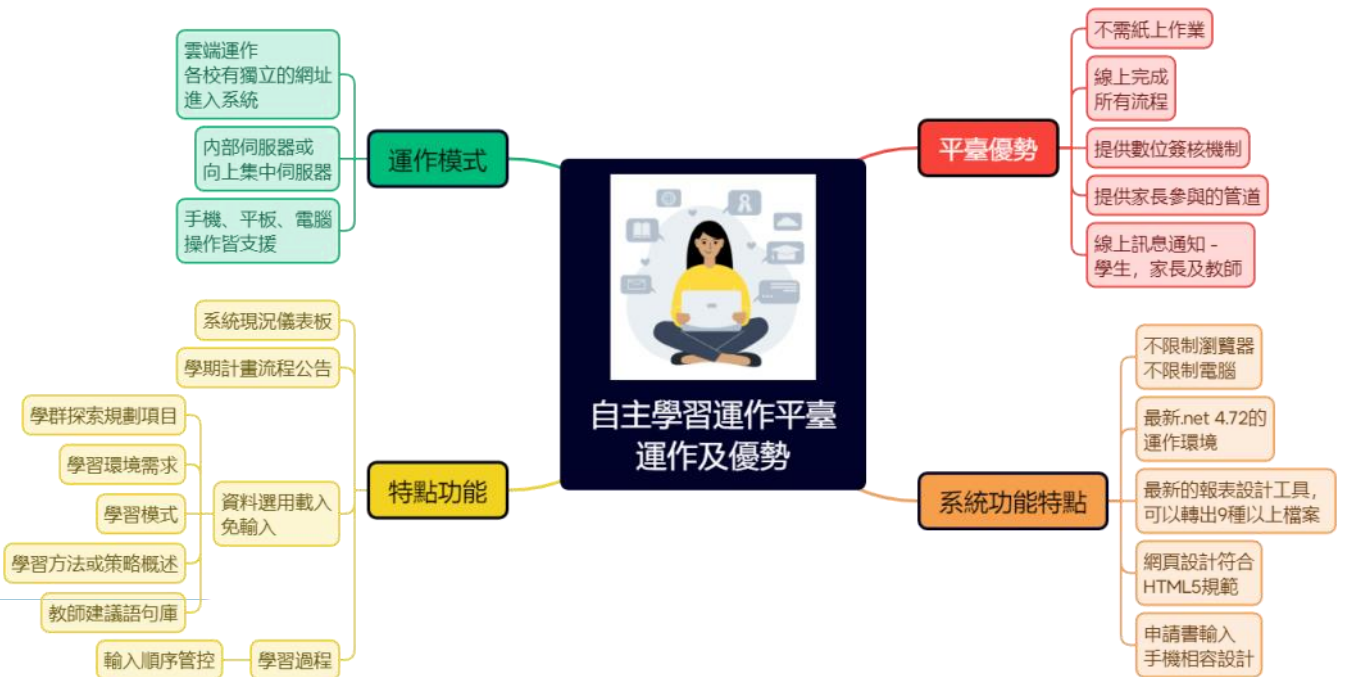 自主學習運作平臺
運作及優勢
運作模式
雲端運作
各校有獨立的網址
進入系統
內部伺服器或
向上集中伺服器
手機、平板、電腦
操作皆支援
特點功能
系統現況儀表板
學期計畫流程公告
資料選用載入
免輸入
學群探索規劃項目
學習環境需求
學習模式
學習方法或策略概述
教師建議語句庫
學習過程
輸入順序管控
平臺優勢
不需紙上作業
線上完成
所有流程
提供數位簽核機制
提供家長參與的管道
線上訊息通知 -
學生，家長及教師
系統功能特點
不限制瀏覽器
不限制電腦
最新.net 4.72的
運作環境
最新的報表設計工具，
可以轉出9種以上檔案
網頁設計符合
HTML5規範
申請書輸入
手機相容設計